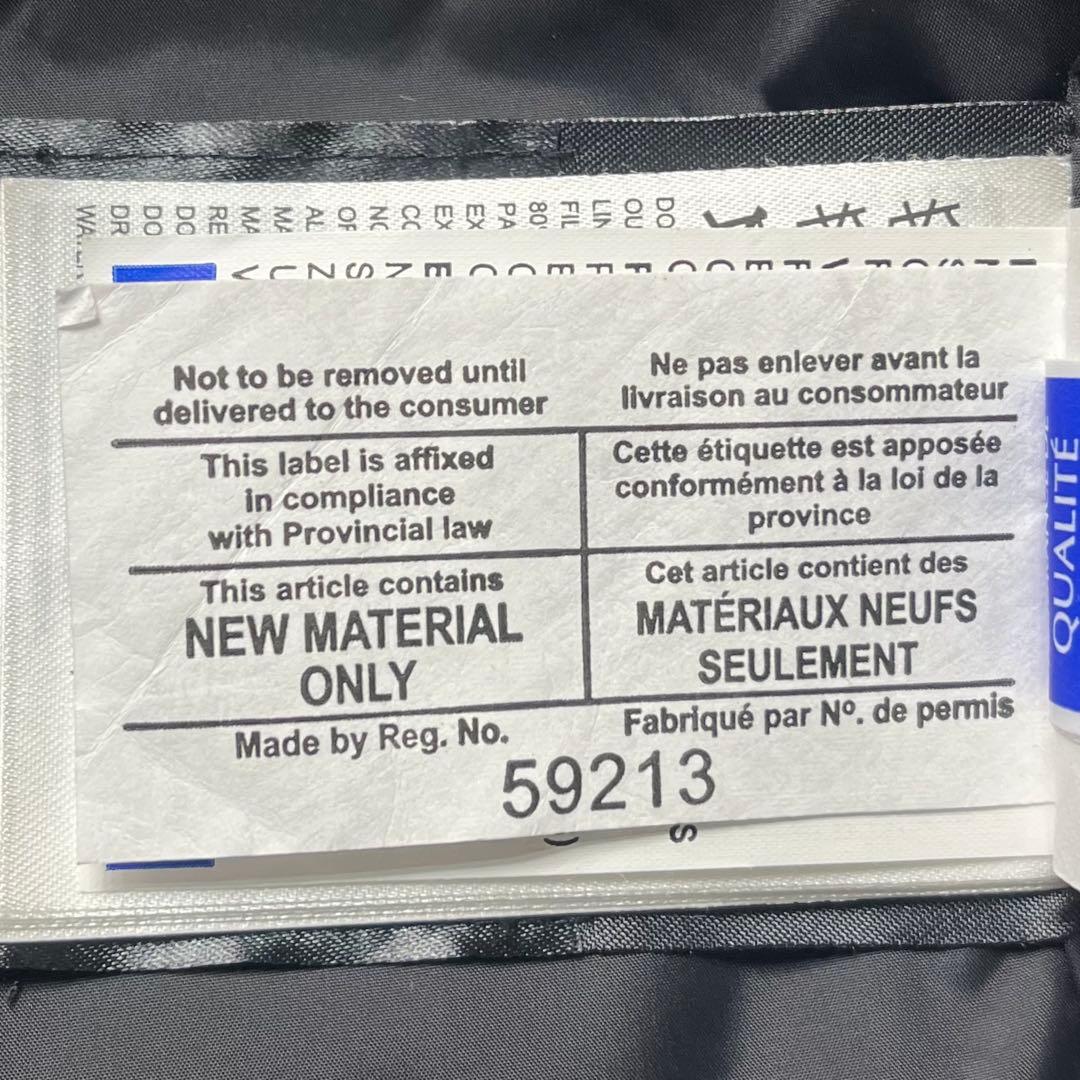 Not to be removed until
delivered to the consumer
Ne pas enlever avant la
livraison au consommateur
This label is affixed
in compliance
with Provincial law
Cette étiquette est apposée
conformément à la loi de la
province
This article contains
NEW MATERIAL
ONLY
Cet article contient des
MATÉRIAUX NEUFS
SEULEMENT
Made by Reg. No.
Fabriqué par Nº. de permis
59213
QUALITÉ